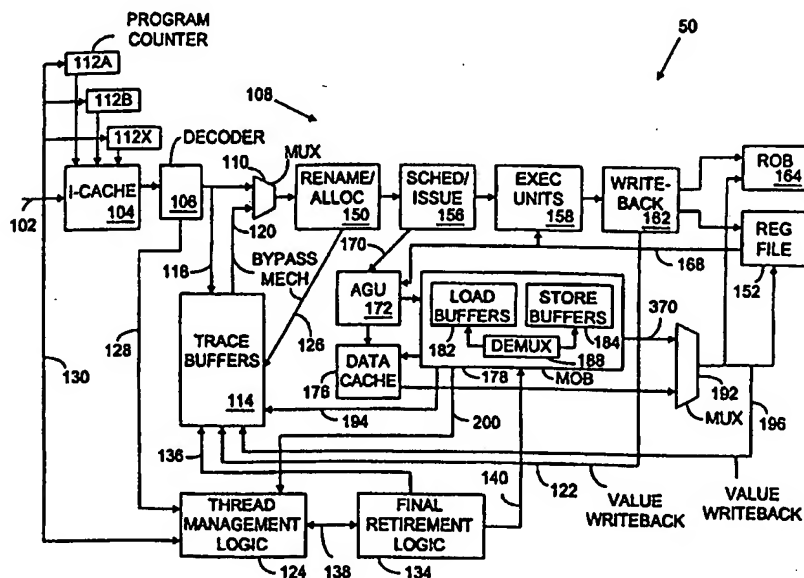 PROGRAM
COUNTER
50
112A
112B
112X
108
DECODER
110
MUX
I-CACHE
104
106
102
RENAME/
ALLOC
150
SCHED/
ISSUE
156
EXEC
UNITS
158
WRITE-
BACK
162
ROB
164
REG
FILE
152
118
120
BYPASS
MECH
126
170
168
AGU
172
LOAD
BUFFERS
182
STORE
BUFFERS
184
DEMUX
188
370
TRACE
BUFFERS
114
DATA
CACHE
176
178
MOB
192
MUX
128
130
194
200
196
136
140
122
VALUE
WRITEBACK
VALUE
WRITEBACK
THREAD
MANAGEMENT
LOGIC
124
138
FINAL
RETIREMENT
LOGIC
134